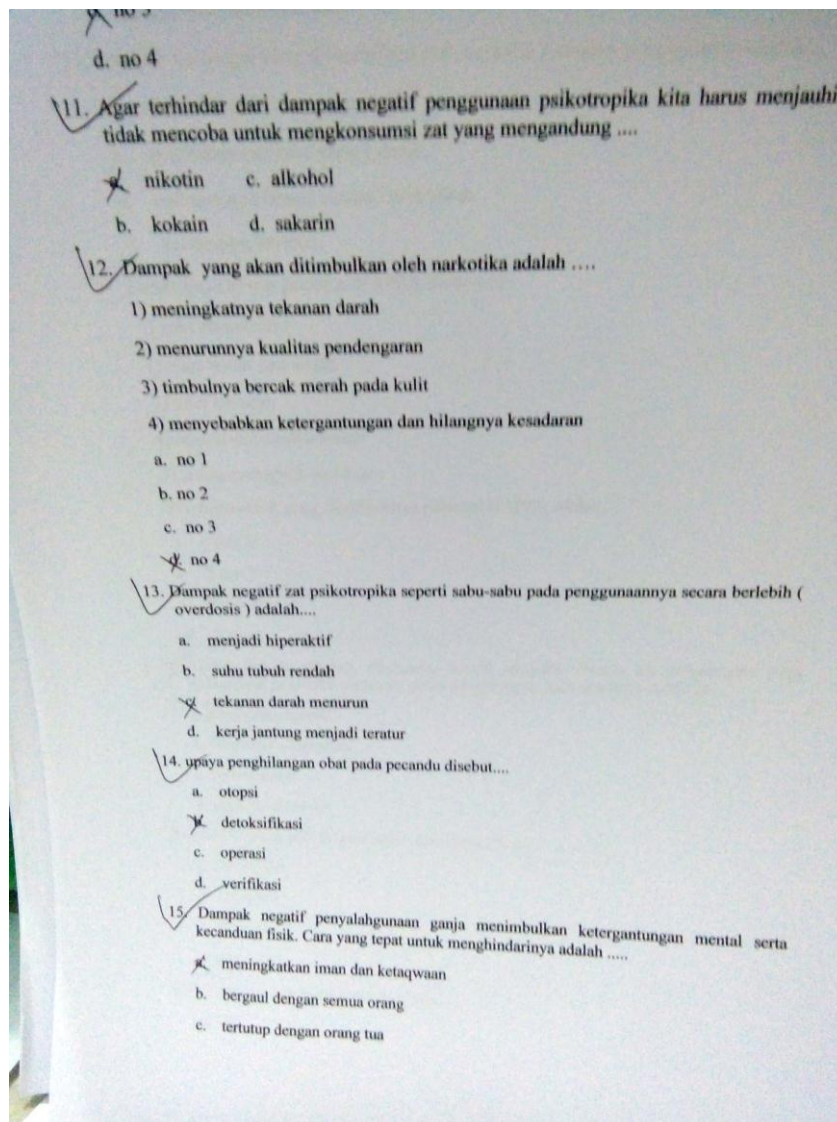 no 3
d. no 4
11. Agar terhindar dari dampak negatif penggunaan psikotropika kita harus menjauhi
tidak mencoba untuk mengkonsumsi zat yang mengandung ....
a. nikotin c. alkohol
b. kokain d. sakarin
12. Dampak yang akan ditimbulkan oleh narkotika adalah ....
1) meningkatnya tekanan darah
2) menurunnya kualitas pendengaran
3) timbulnya bercak merah pada kulit
4) menyebabkan ketergantungan dan hilangnya kesadaran
a. no 1
b. no 2
c. no 3
d. no 4
13. Dampak negatif zat psikotropika seperti sabu-sabu pada penggunaannya secara berlebih (
overdosis ) adalah....
a. menjadi hiperaktif
b. suhu tubuh rendah
c. tekanan darah menurun
d. kerja jantung menjadi teratur
14. upaya penghilangan obat pada pecandu disebut....
a. otopsi
b. detoksifikasi
c. operasi
d. verifikasi
15. Dampak negatif penyalahgunaan ganja menimbulkan ketergantungan mental serta
kecanduan fisik. Cara yang tepat untuk menghindarinya adalah .....
a. meningkatkan iman dan ketaqwaan
b. bergaul dengan semua orang
c. tertutup dengan orang tua